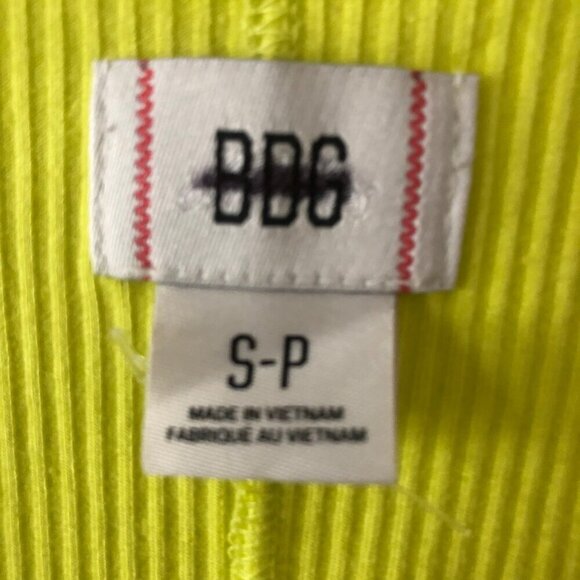 BDG
S-P
MADE IN VIETNAM
FABRIQUÉ AU VIETNAM